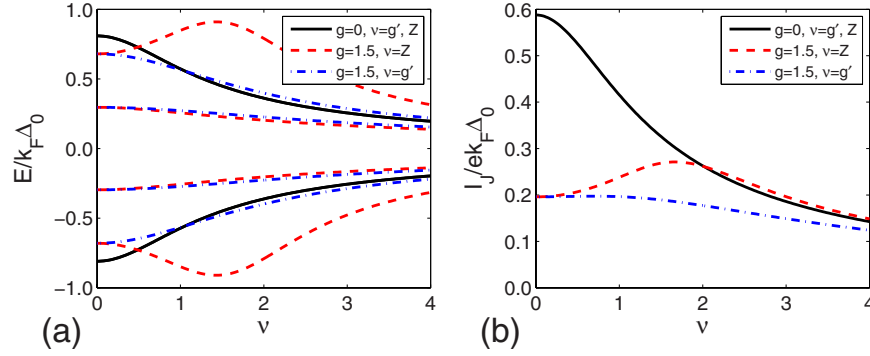 1.0
0.5
0.0
−0.5
−1.0
E/k_FΔ_0
g=0, ν=g′, Z
g=1.5, ν=Z
g=1.5, ν=g′
0 1 2 3 4
ν
(a)
0.6
0.5
0.4
0.3
0.2
0.1
0.0
I_J/ek_FΔ_0
g=0, ν=g′, Z
g=1.5, ν=Z
g=1.5, ν=g′
0 1 2 3 4
ν
(b)